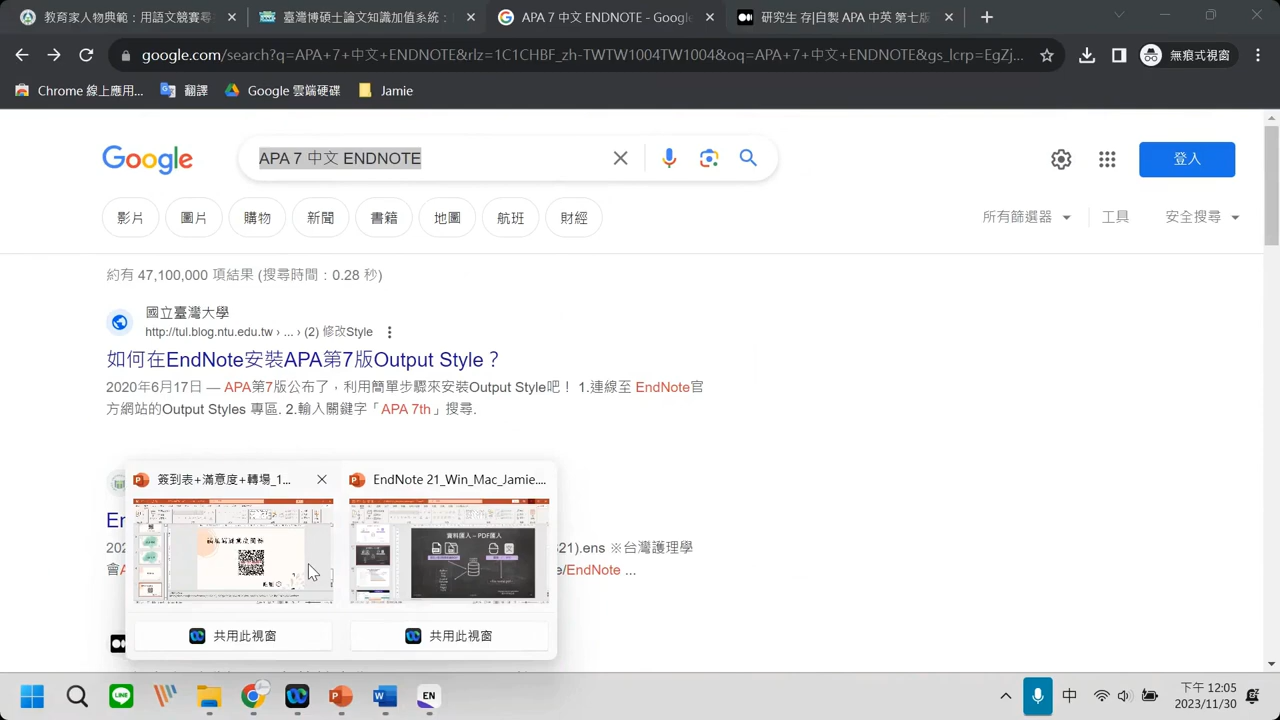 教育家人物典范：用語文競賽尋
臺灣博碩士論文知識加值系統：
APA 7 中文 ENDNOTE - Google
研究生 存|自製 APA 中英 第七版
google.com/search?q=APA+7+中文+ENDNOTE&rlz=1C1CHBF_zh-TWTW1004TW1004&oq=APA+7+中文+ENDNOTE&gs_lcrp=EgZj...
無痕式視窗
Chrome 線上應用...
翻譯
Google 雲端硬碟
Jamie
Google
APA 7 中文 ENDNOTE
登入
影片
圖片
購物
新聞
書籍
地圖
航班
財經
所有篩選器
工具
安全搜尋
約有 47,100,000 項結果 (搜尋時間：0.28 秒)
國立臺灣大學
http://tul.blog.ntu.edu.tw › ... › (2) 修改Style
如何在EndNote安裝APA第7版Output Style？
2020年6月17日 — APA第7版公布了，利用簡單步驟來安裝Output Style吧！ 1.連線至 EndNote官
方網站的Output Styles 專區. 2.輸入關鍵字「APA 7th」搜尋.
簽到表+滿意度+轉場_1...
EndNote 21_Win_Mac_Jamie....
資料匯入 – PDF匯入
En
202
21).ens ※台灣護理學
會
e/EndNote ...
共用此視窗
共用此視窗
LINE
EN
中
下午 12:05
2023/11/30